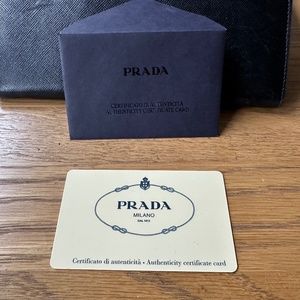 PRADA
CERTIFICATO DI AUTENTICITÀ
AUTHENTICITY CERTIFICATE CARD
PRADA
MILANO
DAL 1913
Certificato di autenticità • Authenticity certificate card